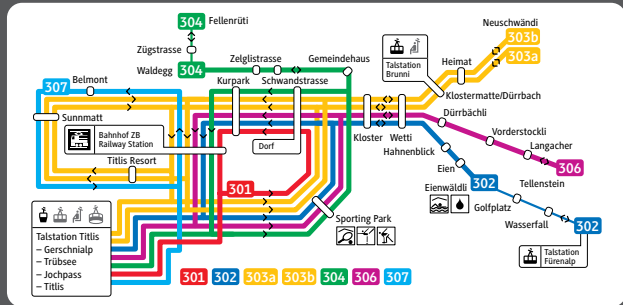 304 Fellenrüti
Neuschwändi
303b
303a
Zügstrasse
Zelglistrasse
Gemeindehaus
Talstation
Brunni
Heimat
Waldegg 304
Kurpark
Schwandstrasse
307 Belmont
Klostermatte/Dürrbach
Sunnmatt
Dürrbächli
Bahnhof ZB
Railway Station
Dorf
Kloster
Wetti
Hahnenblick
Vorderstockli
Langacher
306
Titlis Resort
Eien
301
302
Eienwäldli
Tellenstein
Golfplatz
Sporting Park
Wasserfall
302
Talstation Titlis
– Gerschnialp
– Trübsee
– Jochpass
– Titlis
Talstation
Fürenalp
301 302 303a 303b 304 306 307